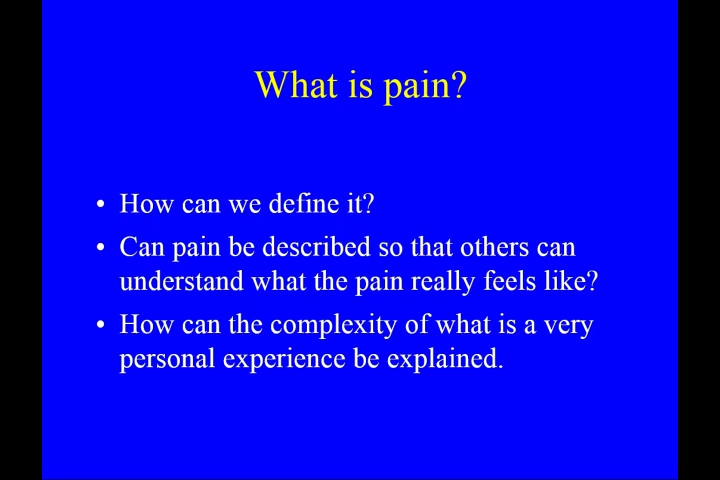 What is pain?
• How can we define it?
• Can pain be described so that others can
understand what the pain really feels like?
• How can the complexity of what is a very
personal experience be explained.